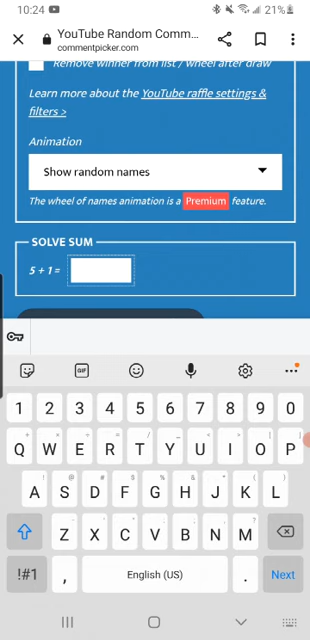 10:24
21%
YouTube Random Comm...
commentpicker.com
Remove winner from list / wheel after draw
Learn more about the YouTube raffle settings &
filters >
Animation
Show random names
The wheel of names animation is a Premium feature.
SOLVE SUM
5 + 1 =
GIF
1 2 3 4 5 6 7 8 9 0
Q W E R T Y U I O P
A S D F G H J K L
Z X C V B N M
!#1 , English (US) . Next